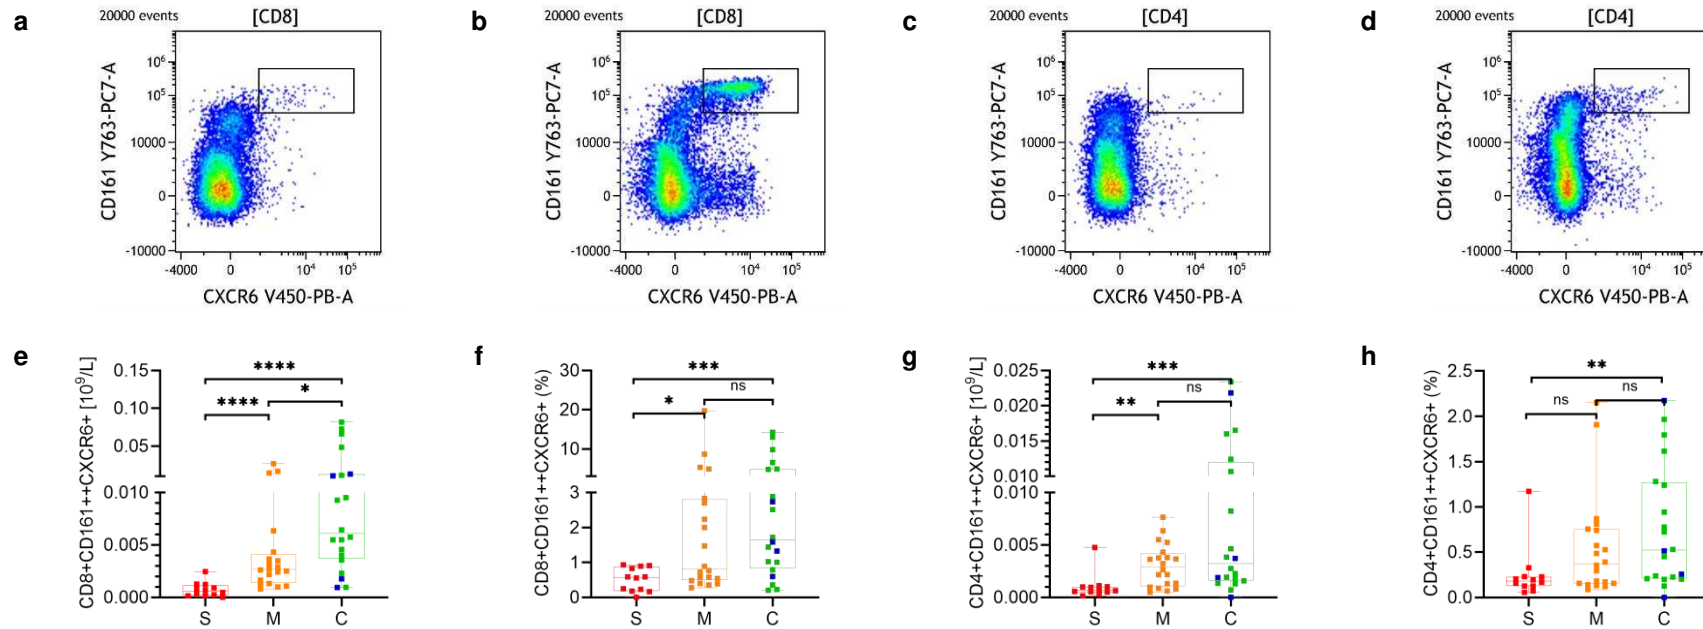 a
20000 events
[CD8]
CD161 Y763-PC7-A
10⁶
10⁵
10000
0
-10000
-4000
0
10⁴
10⁵
CXCR6 V450-PB-A
b
20000 events
[CD8]
CD161 Y763-PC7-A
10⁶
10⁵
10000
0
-10000
-4000
0
10⁴
10⁵
CXCR6 V450-PB-A
c
20000 events
[CD4]
CD161 Y763-PC7-A
10⁶
10⁵
10000
0
-10000
-4000
0
10⁴
10⁵
CXCR6 V450-PB-A
d
20000 events
[CD4]
CD161 Y763-PC7-A
10⁶
10⁵
10000
0
-10000
-4000
0
10⁴
10⁵
CXCR6 V450-PB-A
e
CD8+CD161++CXCR6+ [10⁹/L]
0.15
0.10
0.05
0.010
0.005
0.000
****
*
****
S
M
C
f
CD8+CD161++CXCR6+ (%)
30
20
10
3
2
1
0
***
ns
*
S
M
C
g
CD4+CD161++CXCR6+ [10⁹/L]
0.025
0.020
0.015
0.010
0.010
0.005
0.000
***
ns
**
S
M
C
h
CD4+CD161++CXCR6+ (%)
2.5
2.0
1.5
1.0
0.5
0.0
**
ns
ns
S
M
C